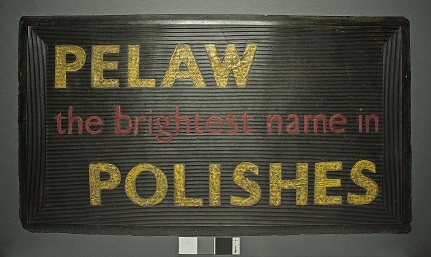 PELAW
the brightest name in
POLISHES